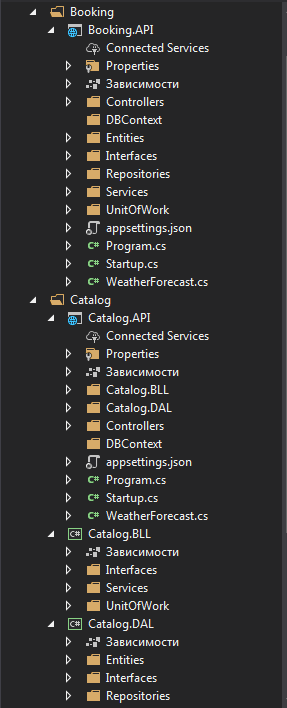 Booking
Booking.API
Connected Services
Properties
Зависимости
Controllers
DBContext
Entities
Interfaces
Repositories
Services
UnitOfWork
appsettings.json
C# Program.cs
C# Startup.cs
C# WeatherForecast.cs
Catalog
Catalog.API
Connected Services
Properties
Зависимости
Catalog.BLL
Catalog.DAL
Controllers
DBContext
appsettings.json
C# Program.cs
C# Startup.cs
C# WeatherForecast.cs
C# Catalog.BLL
Зависимости
Interfaces
Services
UnitOfWork
C# Catalog.DAL
Зависимости
Entities
Interfaces
Repositories